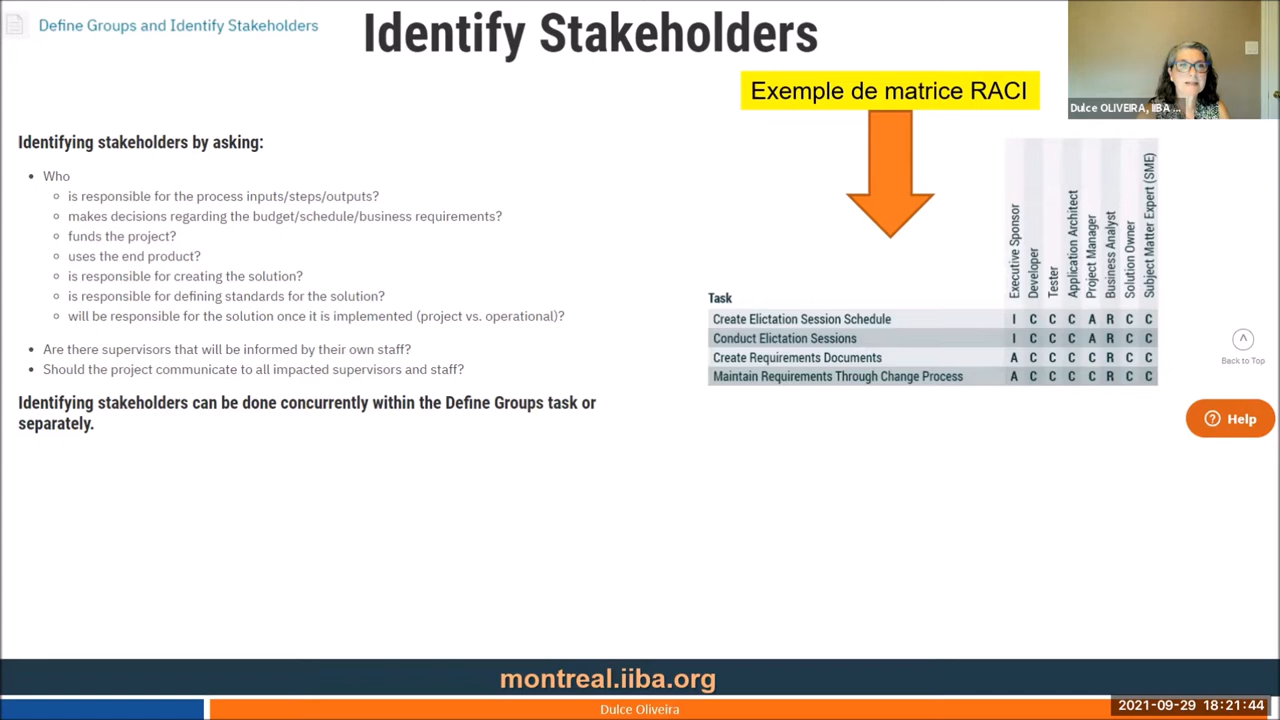 Define Groups and Identify Stakeholders
Identify Stakeholders
Exemple de matrice RACI
Dulce OLIVEIRA, IIBA ...
Identifying stakeholders by asking:
Who
is responsible for the process inputs/steps/outputs?
makes decisions regarding the budget/schedule/business requirements?
funds the project?
uses the end product?
is responsible for creating the solution?
is responsible for defining standards for the solution?
will be responsible for the solution once it is implemented (project vs. operational)?
Are there supervisors that will be informed by their own staff?
Should the project communicate to all impacted supervisors and staff?
Identifying stakeholders can be done concurrently within the Define Groups task or
separately.
Executive Sponsor
Developer
Tester
Application Architect
Project Manager
Business Analyst
Solution Owner
Subject Matter Expert (SME)
Task
Create Elictation Session Schedule I C C C A R C C
Conduct Elictation Sessions I C C C A R C C
Create Requirements Documents A C C C C R C C
Maintain Requirements Through Change Process A C C C C R C C
Back to Top
? Help
montreal.iiba.org
Dulce Oliveira
2021-09-29 18:21:44